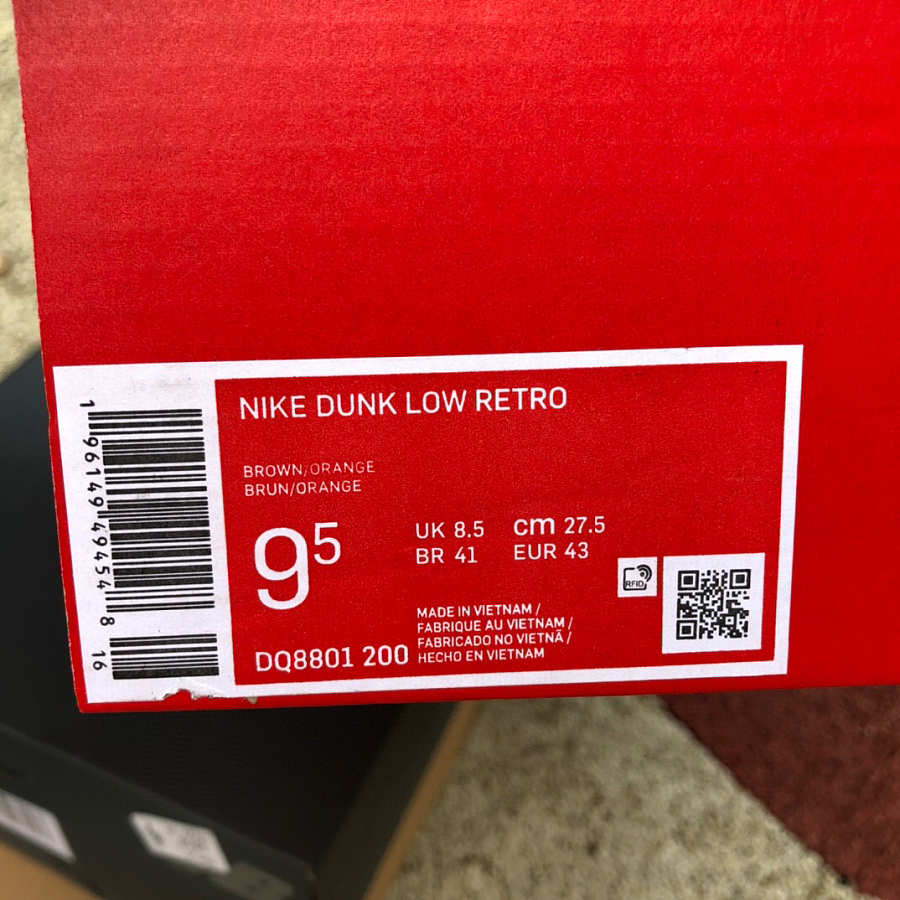 NIKE DUNK LOW RETRO
BROWN/ORANGE
BRUN/ORANGE
9⁵
UK 8.5 cm 27.5
BR 41 EUR 43
RFID
MADE IN VIETNAM /
FABRIQUE AU VIETNAM /
FABRICADO NO VIETNÃ /
HECHO EN VIETNAM
DQ8801 200
1 96149 49454 8
16